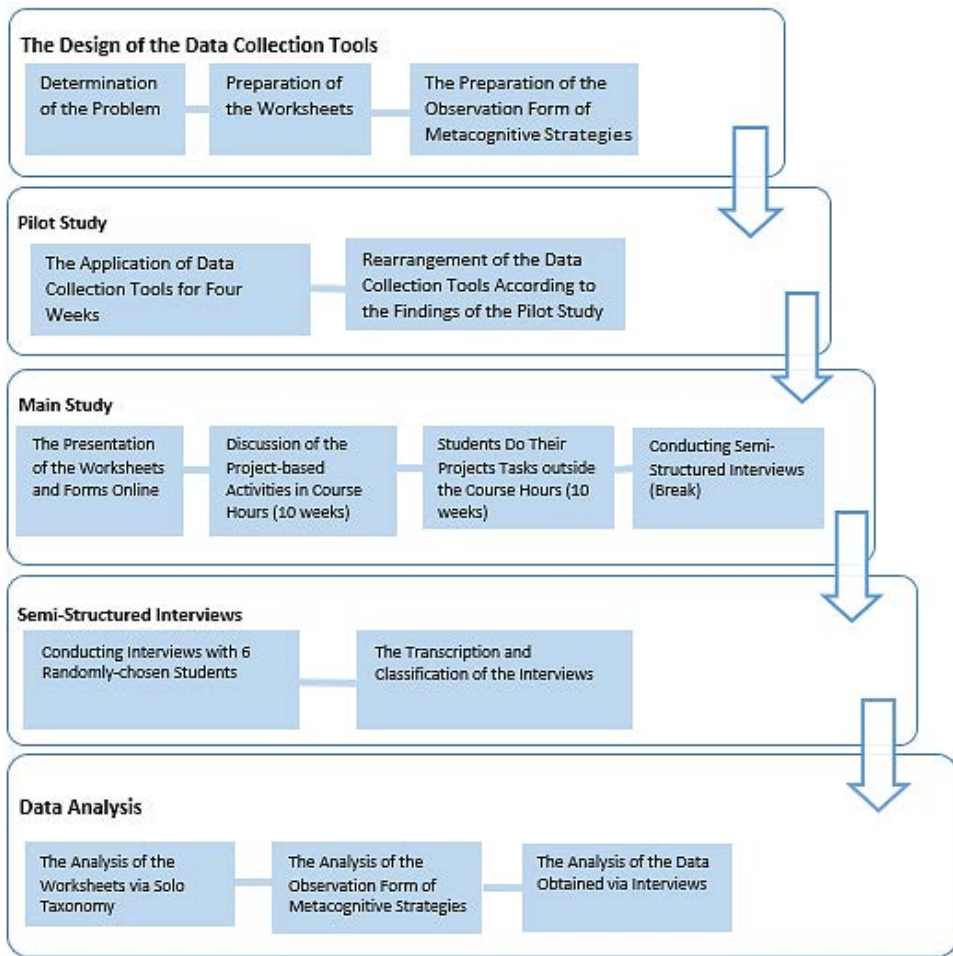 The Design of the Data Collection Tools
Determination
of the Problem
Preparation of
the Worksheets
The Preparation of the
Observation Form of
Metacognitive Strategies
Pilot Study
The Application of Data
Collection Tools for Four
Weeks
Rearrangement of the Data
Collection Tools According to
the Findings of the Pilot Study
Main Study
The Presentation
of the Worksheets
and Forms Online
Discussion of the
Project-based
Activities in Course
Hours (10 weeks)
Students Do Their
Projects Tasks outside
the Course Hours (10
weeks)
Conducting Semi-
Structured Interviews
(Break)
Semi-Structured Interviews
Conducting Interviews with 6
Randomly-chosen Students
The Transcription and
Classification of the Interviews
Data Analysis
The Analysis of the
Worksheets via Solo
Taxonomy
The Analysis of the
Observation Form of
Metacognitive Strategies
The Analysis of the Data
Obtained via Interviews